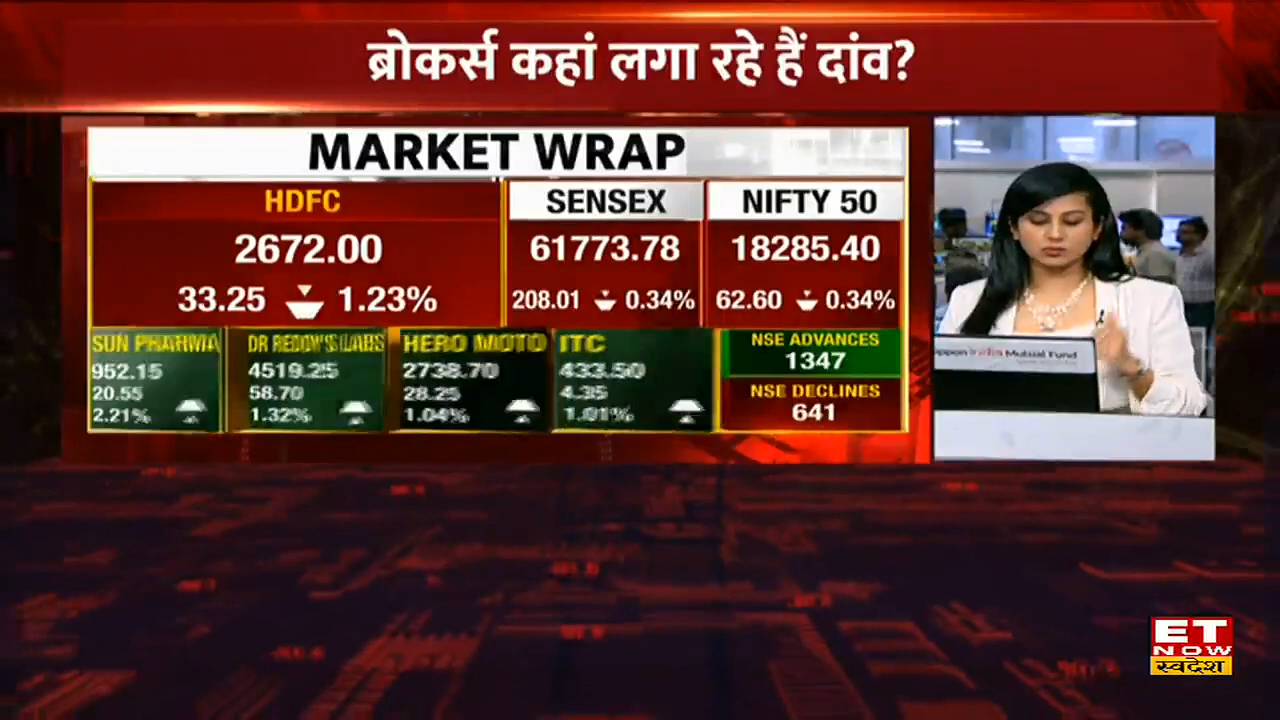 ब्रोकर्स कहां लगा रहे हैं दांव?
MARKET WRAP
HDFC
2672.00
33.25 1.23%
SENSEX
61773.78
208.01 0.34%
NIFTY 50
18285.40
62.60 0.34%
SUN PHARMA
952.15
20.55
2.21%
DR REDDY'S LABS
4519.25
58.70
1.32%
HERO MOTO
2738.70
28.25
1.04%
ITC
433.50
4.35
1.01%
NSE ADVANCES
1347
NSE DECLINES
641
ippon india Mutual Fund
ET
NOW
स्वदेश